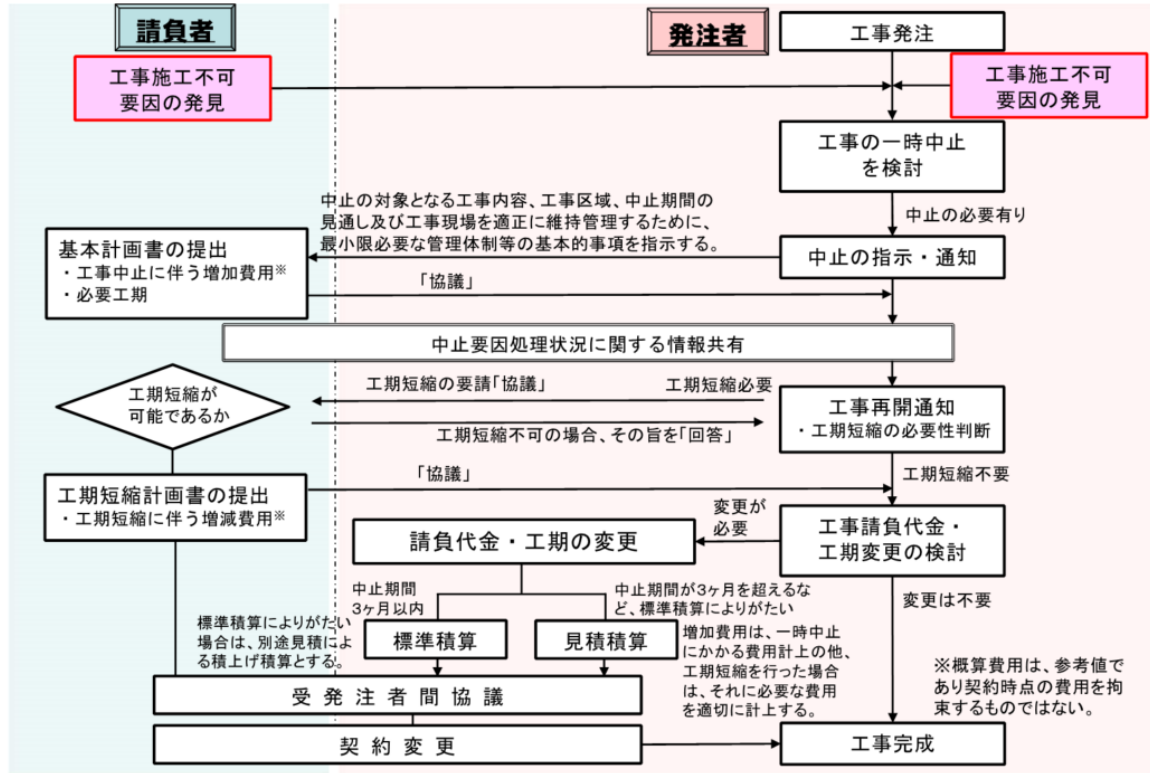 請負者
発注者
工事発注
工事施工不可
要因の発見
工事施工不可
要因の発見
工事の一時中止
を検討
中止の必要有り
中止の対象となる工事内容、工事区域、中止期間の
見通し及び工事現場を適正に維持管理するために、
最小限必要な管理体制等の基本的事項を指示する。
中止の指示・通知
基本計画書の提出
・工事中止に伴う増加費用※
・必要工期
「協議」
中止要因処理状況に関する情報共有
工期短縮が
可能であるか
工期短縮の要請「協議」
工期短縮必要
工期短縮不可の場合、その旨を「回答」
工事再開通知
・工期短縮の必要性判断
工期短縮不要
「協議」
工期短縮計画書の提出
・工期短縮に伴う増減費用※
変更が
必要
工事請負代金・
工期変更の検討
請負代金・工期の変更
変更は不要
中止期間
3ヶ月以内
中止期間が3ヶ月を超えるな
ど、標準積算によりがたい
標準積算によりがたい
場合は、別途見積によ
る積上げ積算とする。
標準積算
見積積算
増加費用は、一時中止
にかかる費用計上の他、
工期短縮を行った場合
は、それに必要な費用
を適切に計上する。
※概算費用は、参考値で
あり契約時点の費用を拘
束するものではない。
受発注者間協議
契約変更
工事完成